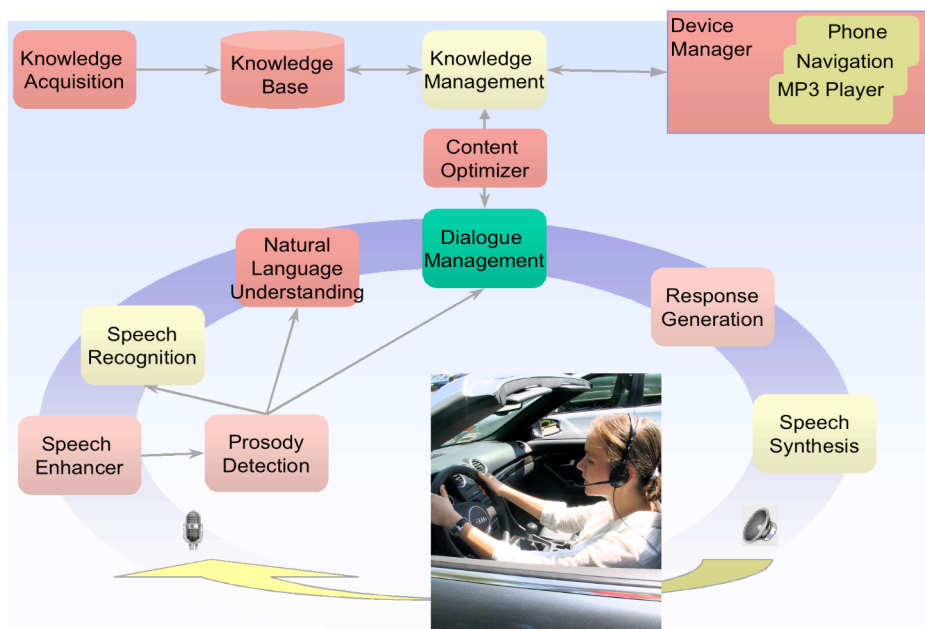 Knowledge
Acquisition
Knowledge
Base
Knowledge
Management
Device
Manager
Phone
Navigation
MP3 Player
Content
Optimizer
Natural
Language
Understanding
Dialogue
Management
Response
Generation
Speech
Recognition
Speech
Enhancer
Prosody
Detection
Speech
Synthesis